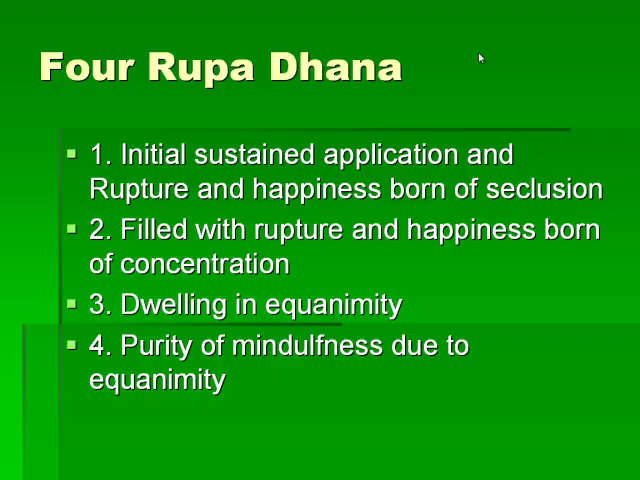 Four Rupa Dhana
1. Initial sustained application and
Rupture and happiness born of seclusion
2. Filled with rupture and happiness born
of concentration
3. Dwelling in equanimity
4. Purity of mindulfness due to
equanimity